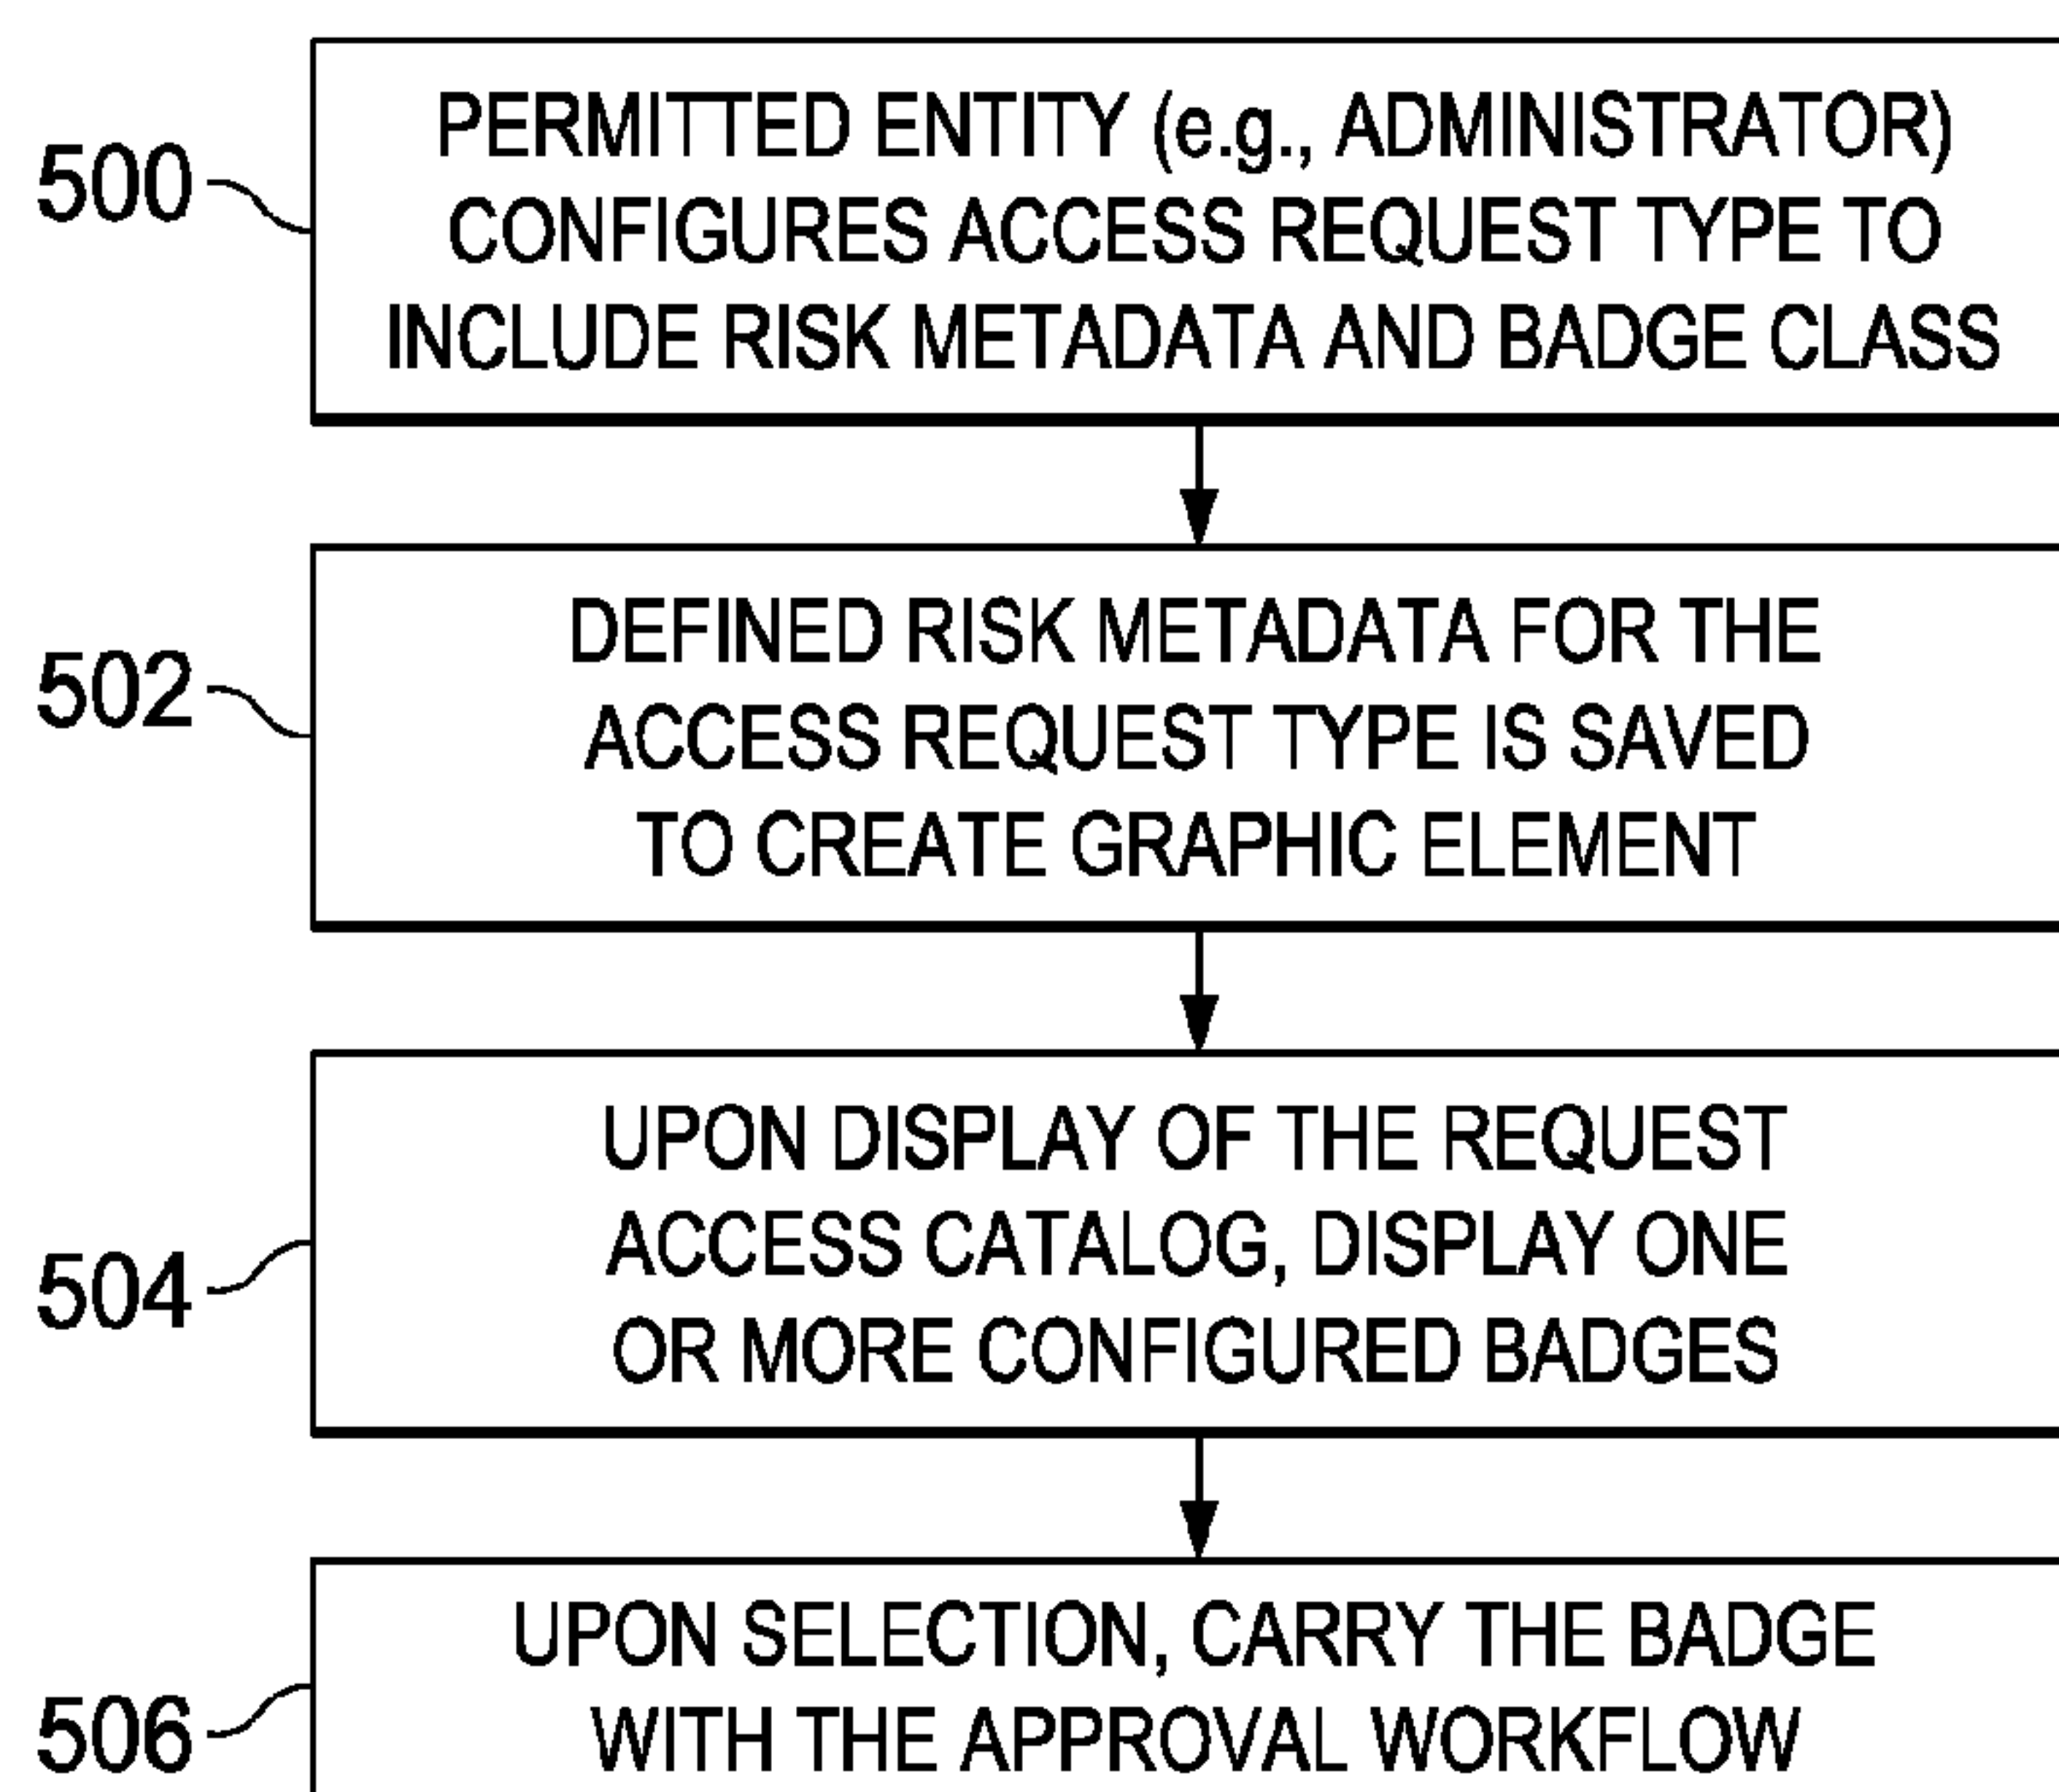 500
PERMITTED ENTITY (e.g., ADMINISTRATOR)
CONFIGURES ACCESS REQUEST TYPE TO
INCLUDE RISK METADATA AND BADGE CLASS
502
DEFINED RISK METADATA FOR THE
ACCESS REQUEST TYPE IS SAVED
TO CREATE GRAPHIC ELEMENT
504
UPON DISPLAY OF THE REQUEST
ACCESS CATALOG, DISPLAY ONE
OR MORE CONFIGURED BADGES
506
UPON SELECTION, CARRY THE BADGE
WITH THE APPROVAL WORKFLOW